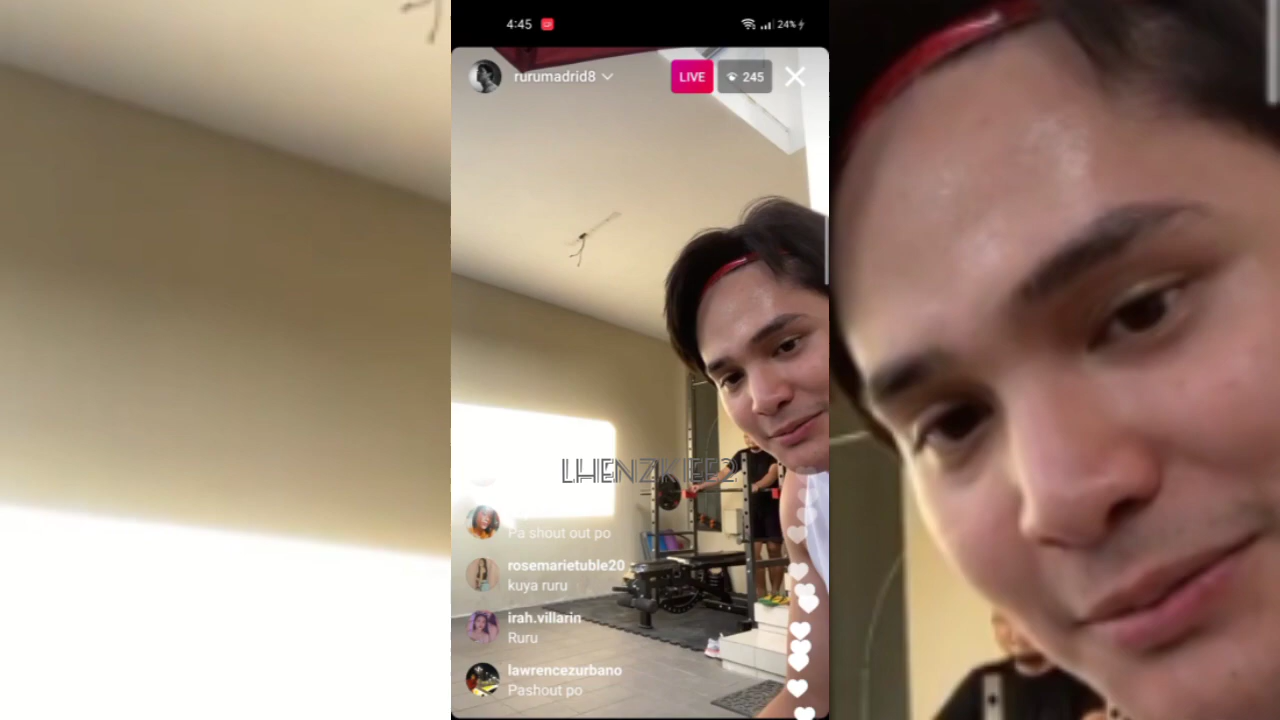 4:45
24%
rurumadrid8
LIVE
245
LHENZKIEE2
Pa shout out po
rosemarietuble20
kuya ruru
irah.villarin
Ruru
lawrencezurbano
Pashout po